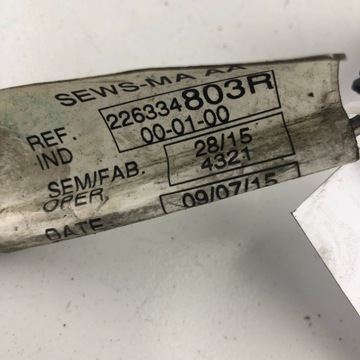 SEWS-MA AA
REF. 226334803R
IND 00-01-00
SEM/FAB. 28/15
OPER. 4321
DATE 09/07/15